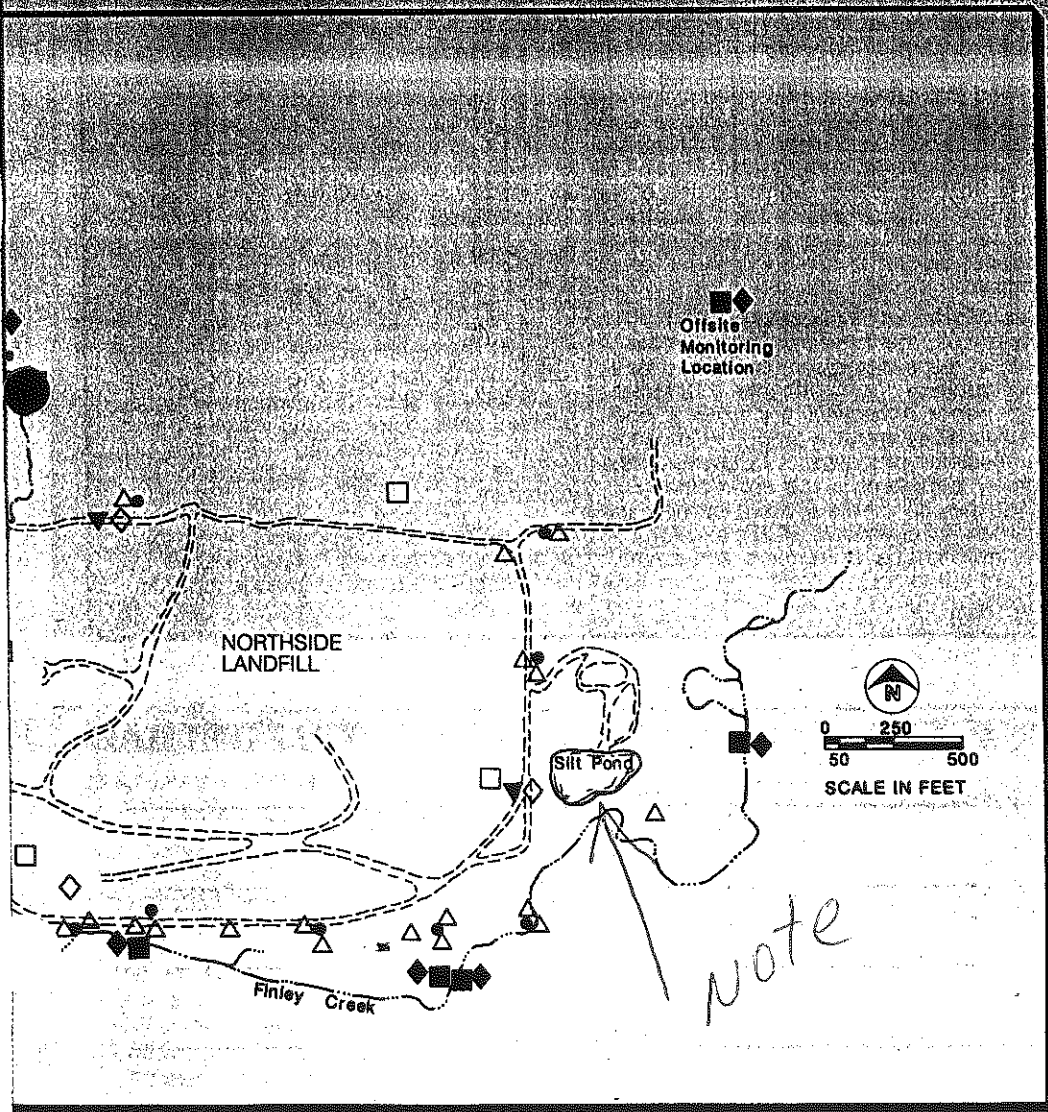 Offsite
Monitoring
Location
NORTHSIDE
LANDFILL
N
0 250
50 500
SCALE IN FEET
Silt Pond
Finley Creek
Note